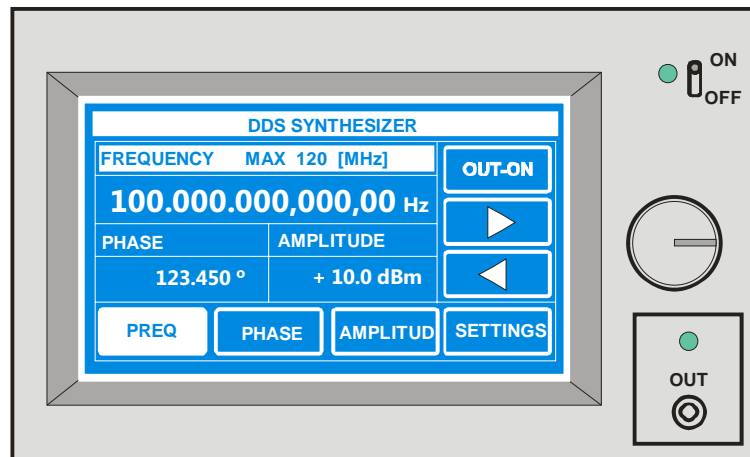 ON
OFF
DDS SYNTHESIZER
FREQUENCY MAX 120 [MHz]
OUT-ON
100.000.000,000,00 Hz
PHASE AMPLITUDE
123.450 º + 10.0 dBm
PREQ PHASE AMPLITUD SETTINGS
OUT